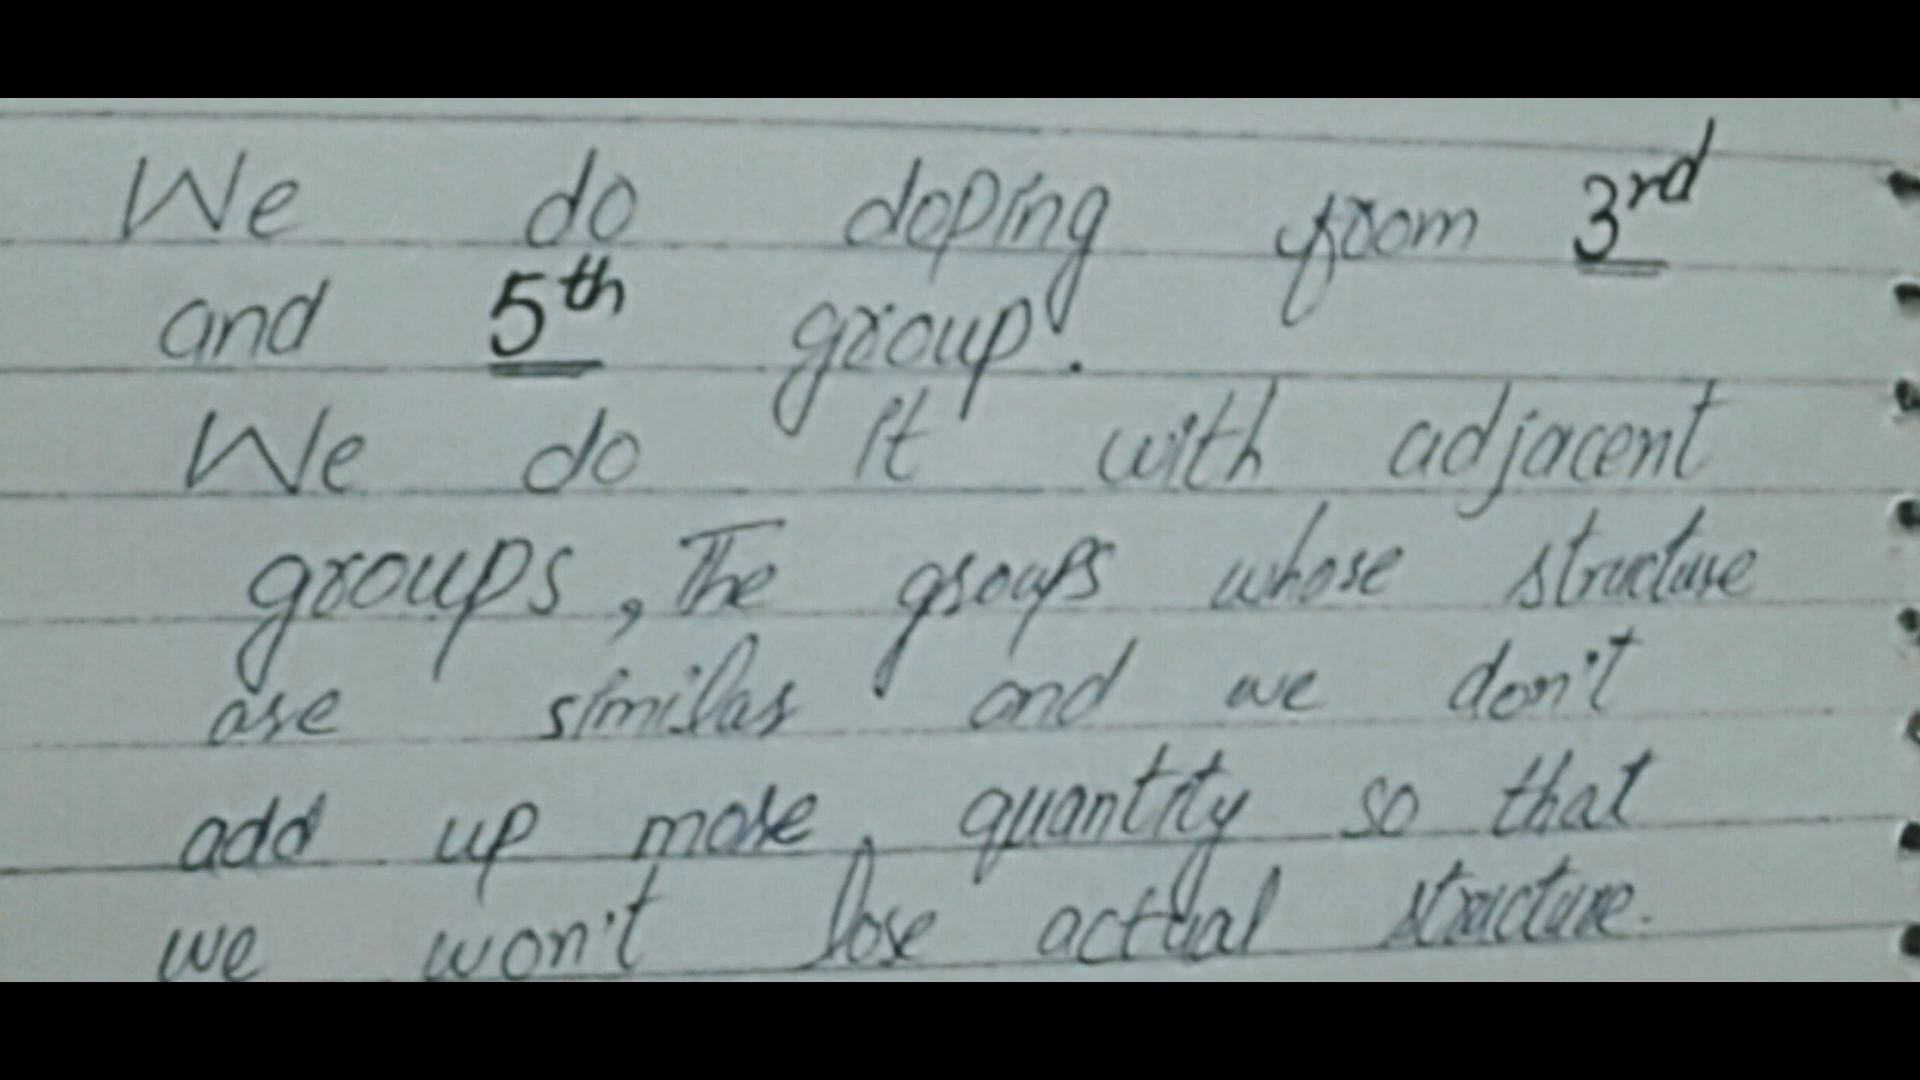 We do doping from 3rd
and 5th group.
We do it with adjacent
groups, The groups whose structure
are similar and we don't
add up more quantity so that
we won't lose actual structure.